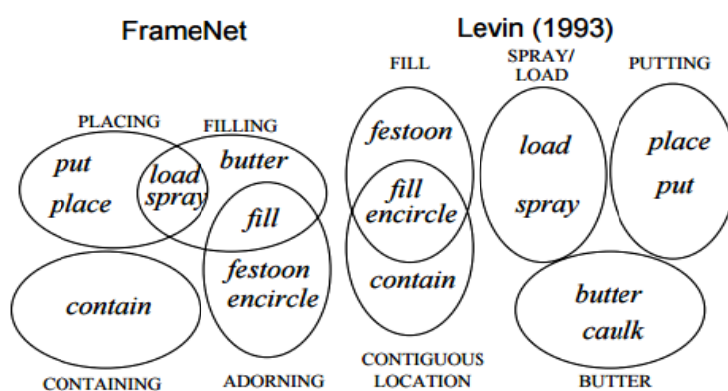 FrameNet
PLACING
FILLING
put
place
load
spray
butter
fill
festoon
encircle
contain
CONTAINING
ADORNING
Levin (1993)
FILL
SPRAY/
LOAD
PUTTING
festoon
fill
encircle
contain
load
spray
place
put
butter
caulk
CONTIGUOUS
LOCATION
BUTTER